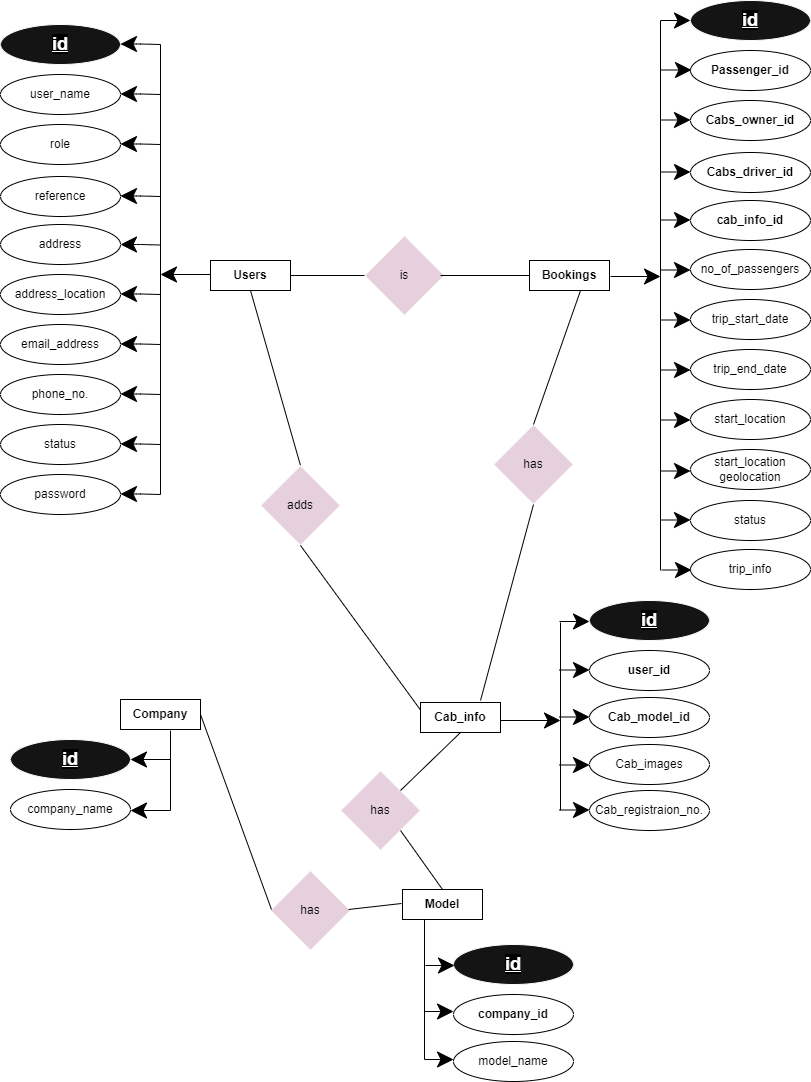 id
user_name
role
reference
address
address_location
email_address
phone_no.
status
password
Users
is
Bookings
id
Passenger_id
Cabs_owner_id
Cabs_driver_id
cab_info_id
no_of_passengers
trip_start_date
trip_end_date
start_location
start_location
geolocation
status
trip_info
adds
has
Cab_info
id
user_id
Cab_model_id
Cab_images
Cab_registraion_no.
Company
id
company_name
has
has
Model
id
company_id
model_name